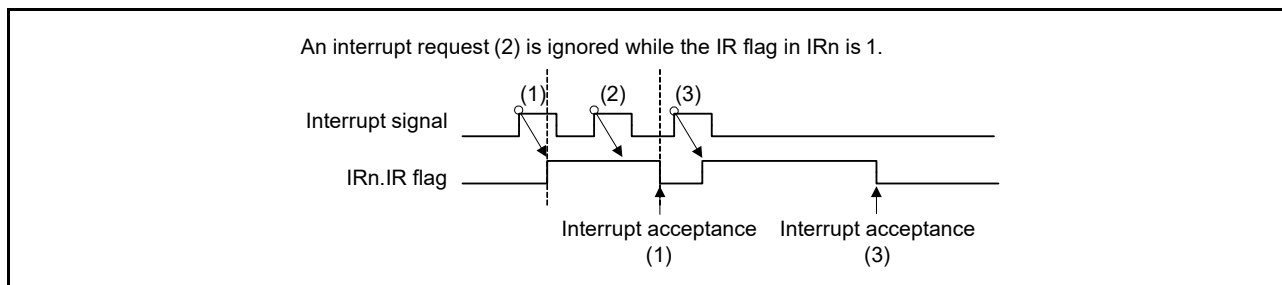 An interrupt request (2) is ignored while the IR flag in IRn is 1.
(1) (2) (3)
Interrupt signal
IRn.IR flag
Interrupt acceptance Interrupt acceptance
(1) (3)